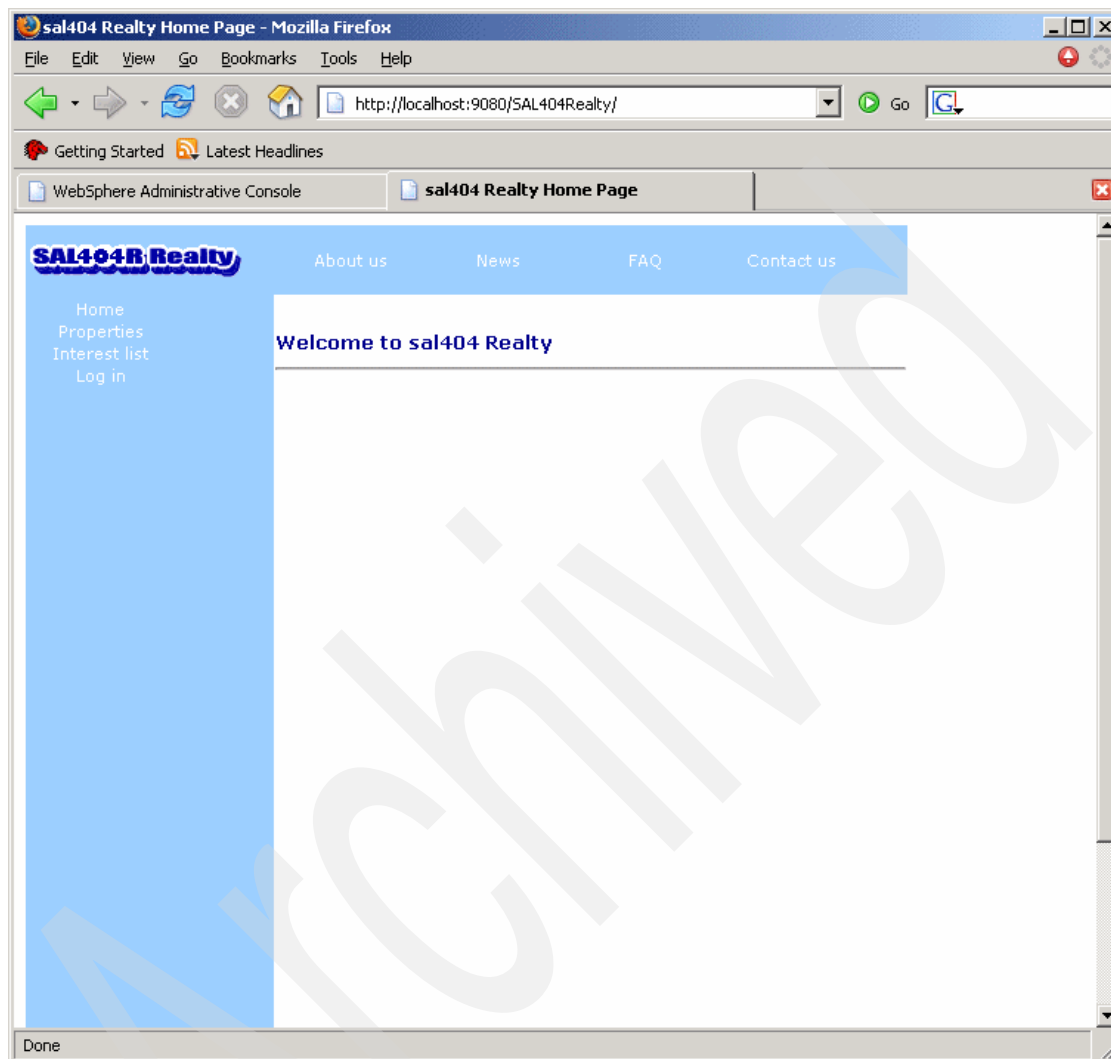 sal404 Realty Home Page - Mozilla Firefox
File Edit View Go Bookmarks Tools Help
http://localhost:9080/SAL404Realty/ Go G
Getting Started Latest Headlines
WebSphere Administrative Console sal404 Realty Home Page
SAL404R Realty About us News FAQ Contact us
Home
Properties
Interest list
Log in
Welcome to sal404 Realty
Archived
Done